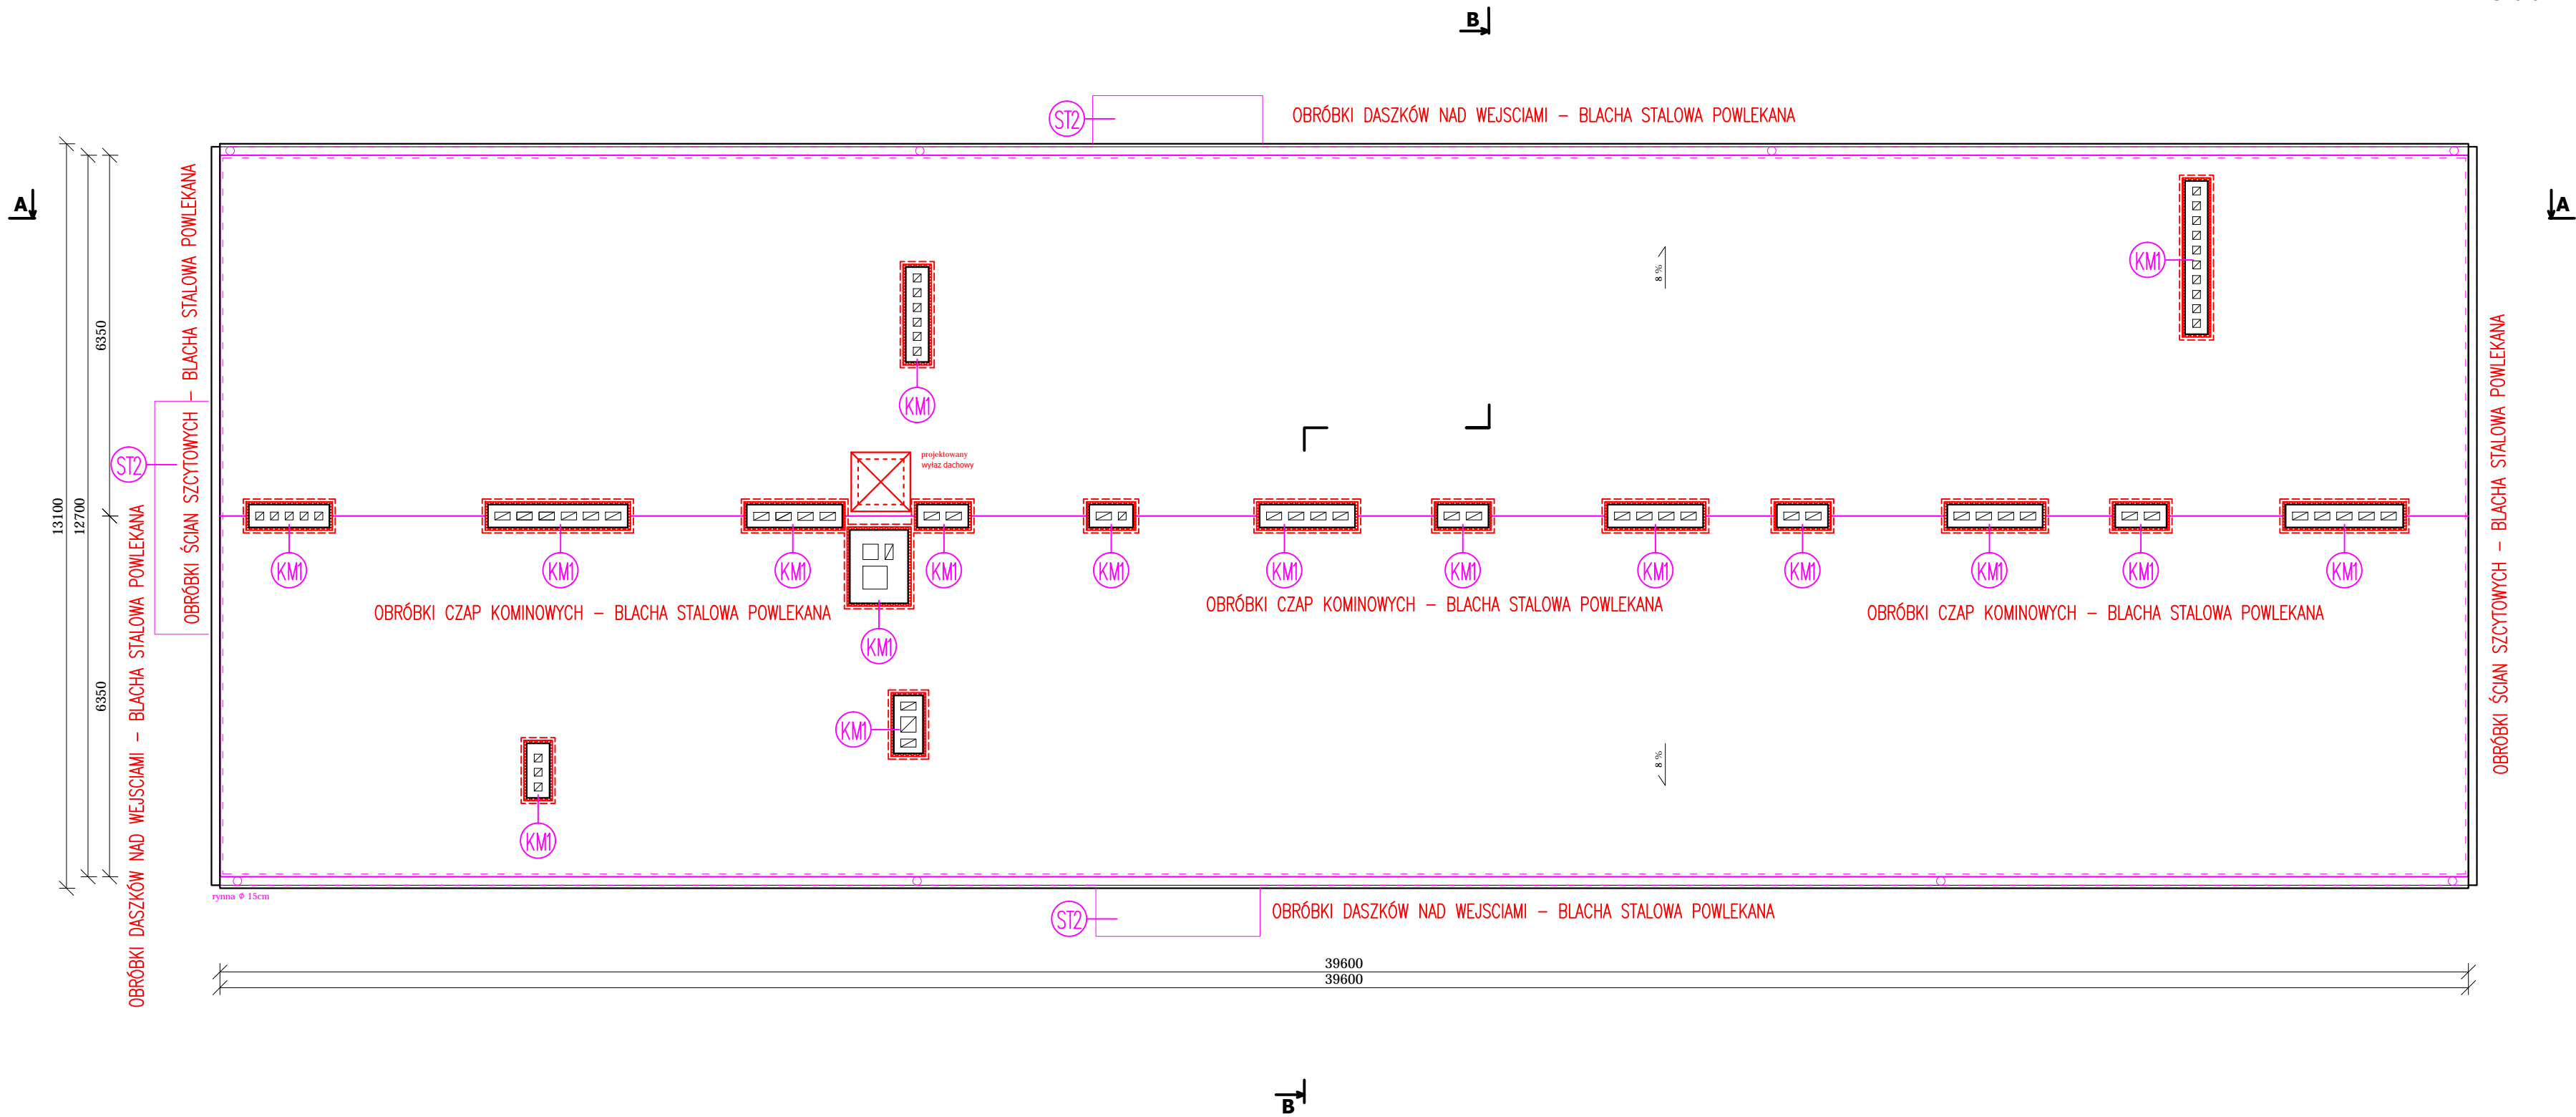 B
ST2
OBRÓBKI DASZKÓW NAD WEJSCIAMI – BLACHA STALOWA POWLEKANA
A
A
OBRÓBKI ŚCIAN SZCZYTOWYCH – BLACHA STALOWA POWLEKANA
8 %
KM1
KM1
6350
projektowany
wyłaz dachowy
ST2
13100
12700
KM1
KM1
KM1
KM1
KM1
KM1
KM1
KM1
KM1
KM1
KM1
KM1
OBRÓBKI CZAP KOMINOWYCH – BLACHA STALOWA POWLEKANA
OBRÓBKI CZAP KOMINOWYCH – BLACHA STALOWA POWLEKANA
OBRÓBKI CZAP KOMINOWYCH – BLACHA STALOWA POWLEKANA
OBRÓBKI ŚCIAN SZCZYTOWYCH – BLACHA STALOWA POWLEKANA
KM1
6350
OBRÓBKI DASZKÓW NAD WEJSCIAMI – BLACHA STALOWA POWLEKANA
KM1
8 %
KM1
rynna ϕ 15cm
ST2
OBRÓBKI DASZKÓW NAD WEJSCIAMI – BLACHA STALOWA POWLEKANA
39600
39600
B